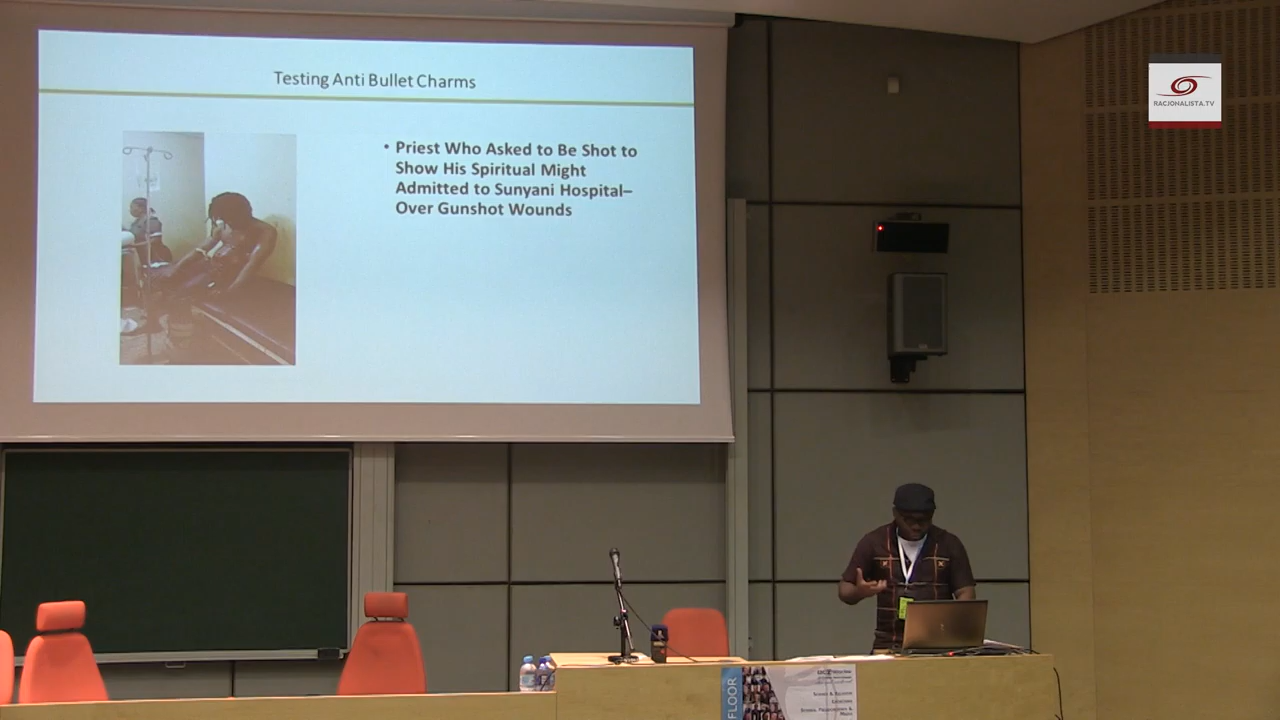 Testing Anti Bullet Charms
• Priest Who Asked to Be Shot to
Show His Spiritual Might
Admitted to Sunyani Hospital–
Over Gunshot Wounds
RACJONALISTA.TV
FLOOR